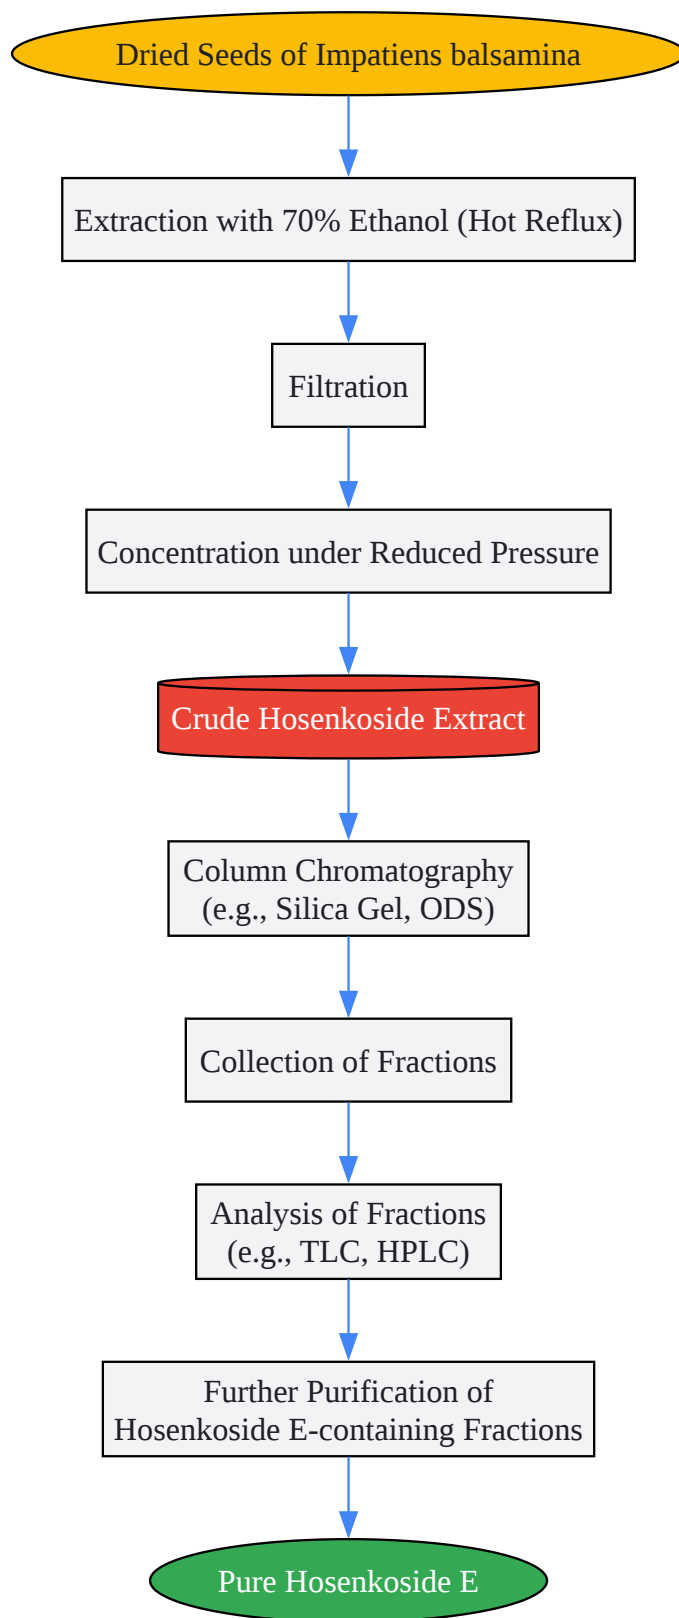 Dried Seeds of Impatiens balsamina
Extraction with 70% Ethanol (Hot Reflux)
Filtration
Concentration under Reduced Pressure
Crude Hosenkoside Extract
Column Chromatography
(e.g., Silica Gel, ODS)
Collection of Fractions
Analysis of Fractions
(e.g., TLC, HPLC)
Further Purification of
Hosenkoside E-containing Fractions
Pure Hosenkoside E